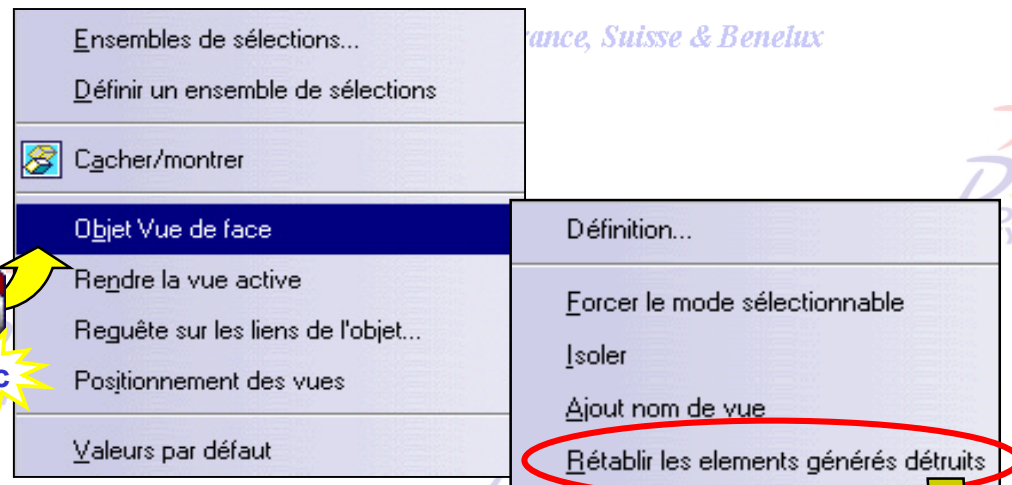 Ensembles de sélections...
Définir un ensemble de sélections
Cacher/montrer
Objet Vue de face
Rendre la vue active
Reguête sur les liens de l'objet...
Positionnement des vues
Valeurs par défaut
ance, Suisse & Benelux
Définition...
Forcer le mode sélectionnable
Isoler
Ajout nom de vue
Rétablir les elements générés détruits
c